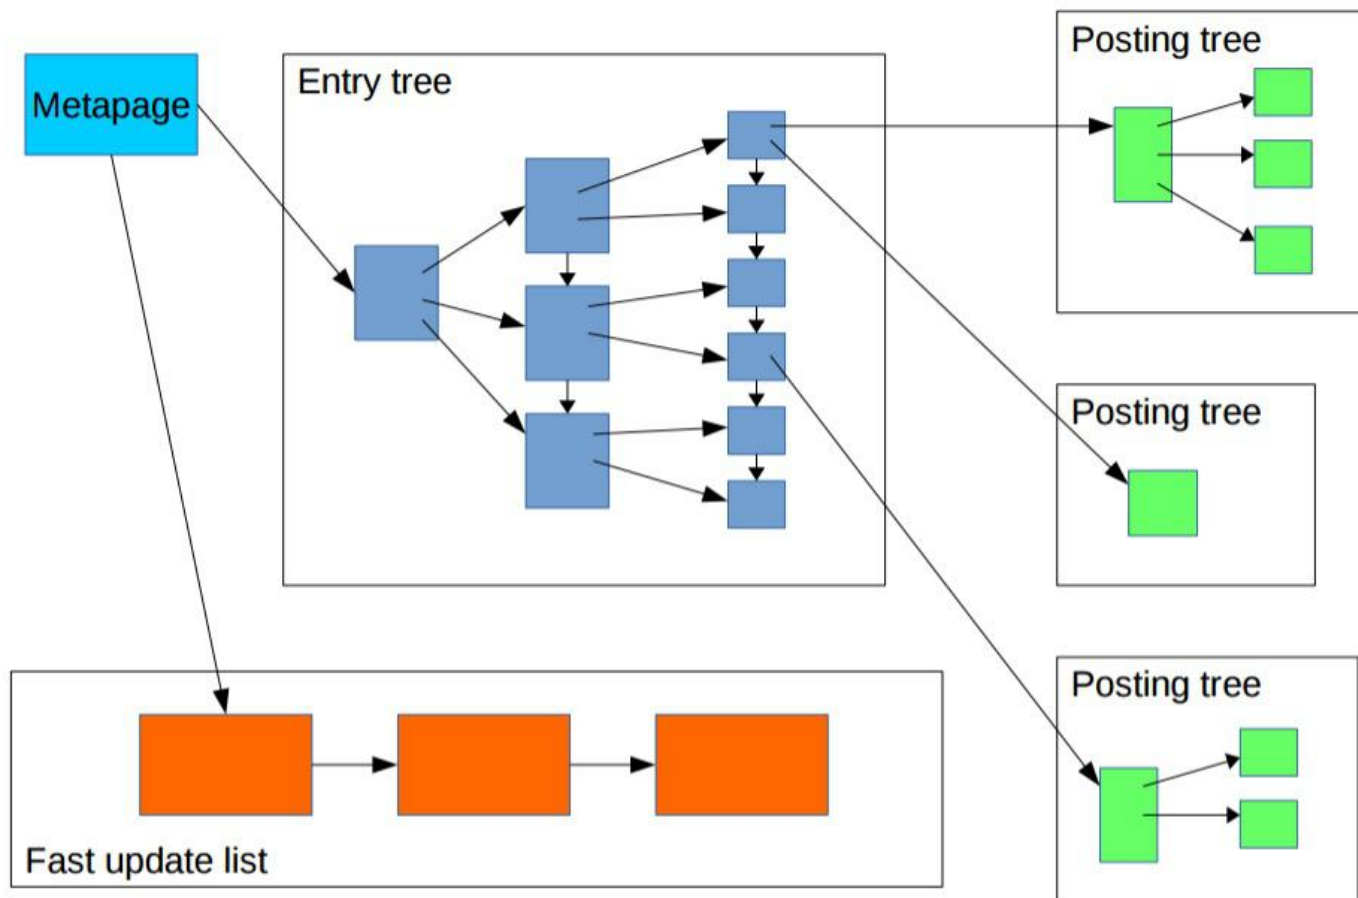 Metapage
Entry tree
Posting tree
Posting tree
Posting tree
Fast update list